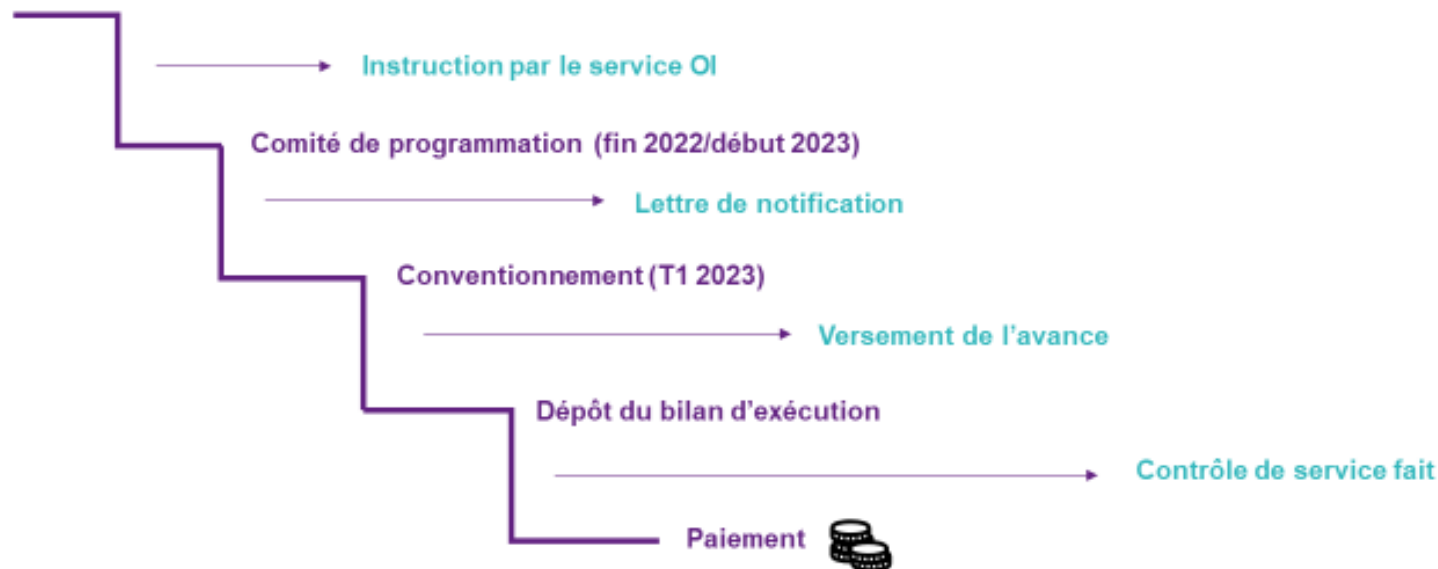 Instruction par le service OI
Comité de programmation (fin 2022/début 2023)
Lettre de notification
Conventionnement (T1 2023)
Versement de l’avance
Dépôt du bilan d’exécution
Contrôle de service fait
Paiement